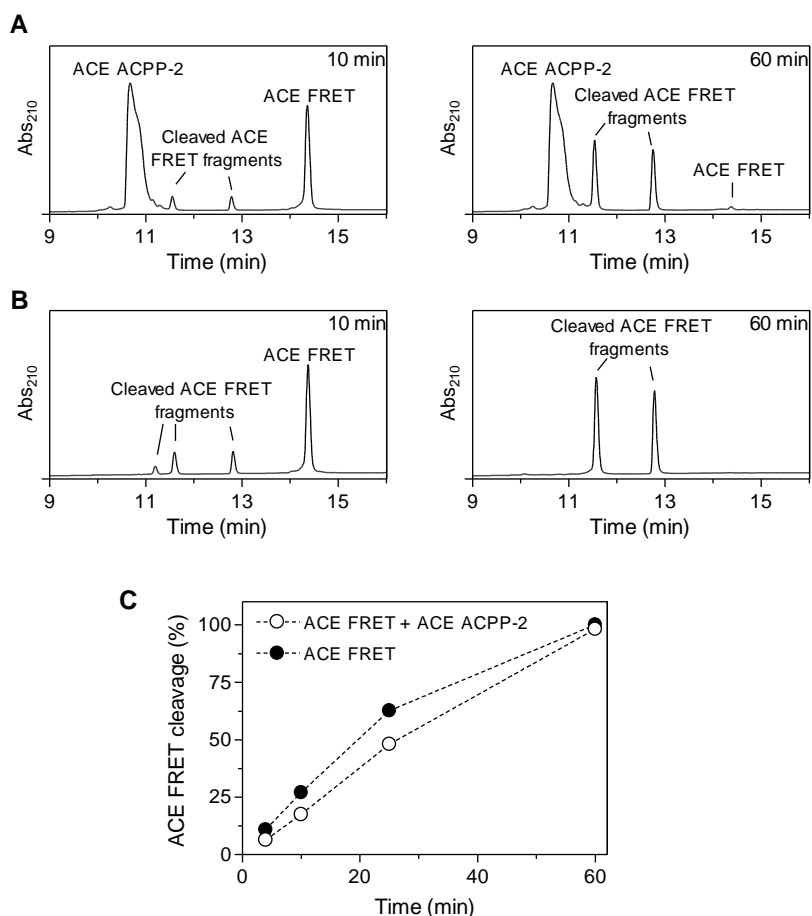 A
10 min
ACE ACPP-2
ACE FRET
Cleaved ACE
FRET fragments
Abs210
9 11 13 15
Time (min)
60 min
ACE ACPP-2
Cleaved ACE FRET
fragments
ACE FRET
Abs210
9 11 13 15
Time (min)
B
10 min
ACE FRET
Cleaved ACE FRET
fragments
Abs210
9 11 13 15
Time (min)
60 min
Cleaved ACE FRET
fragments
Abs210
9 11 13 15
Time (min)
C
ACE FRET + ACE ACPP-2
ACE FRET
ACE FRET cleavage (%)
100
75
50
25
0
0 20 40 60
Time (min)